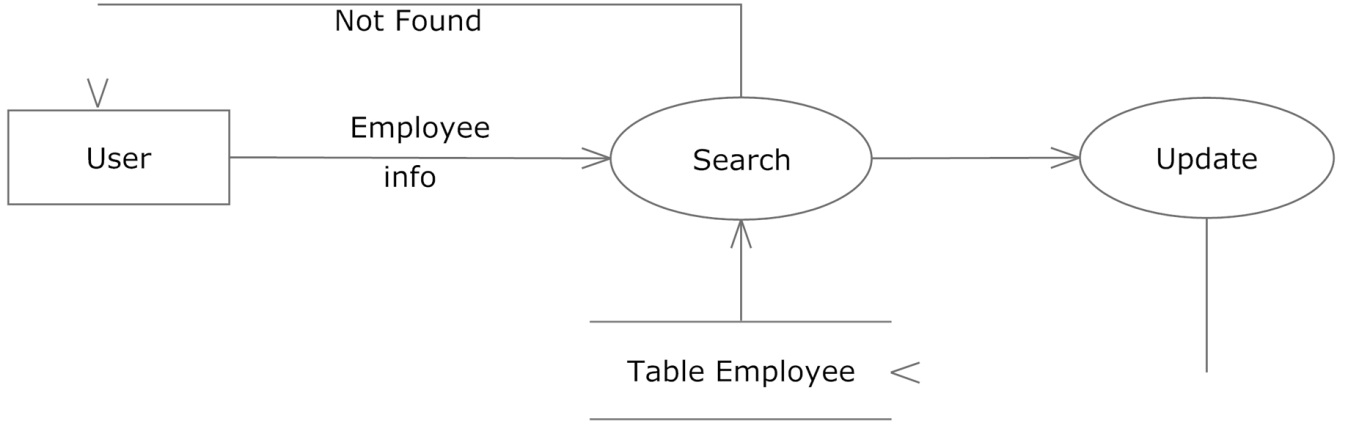 Not Found
Employee
info
User
Search
Update
Table Employee